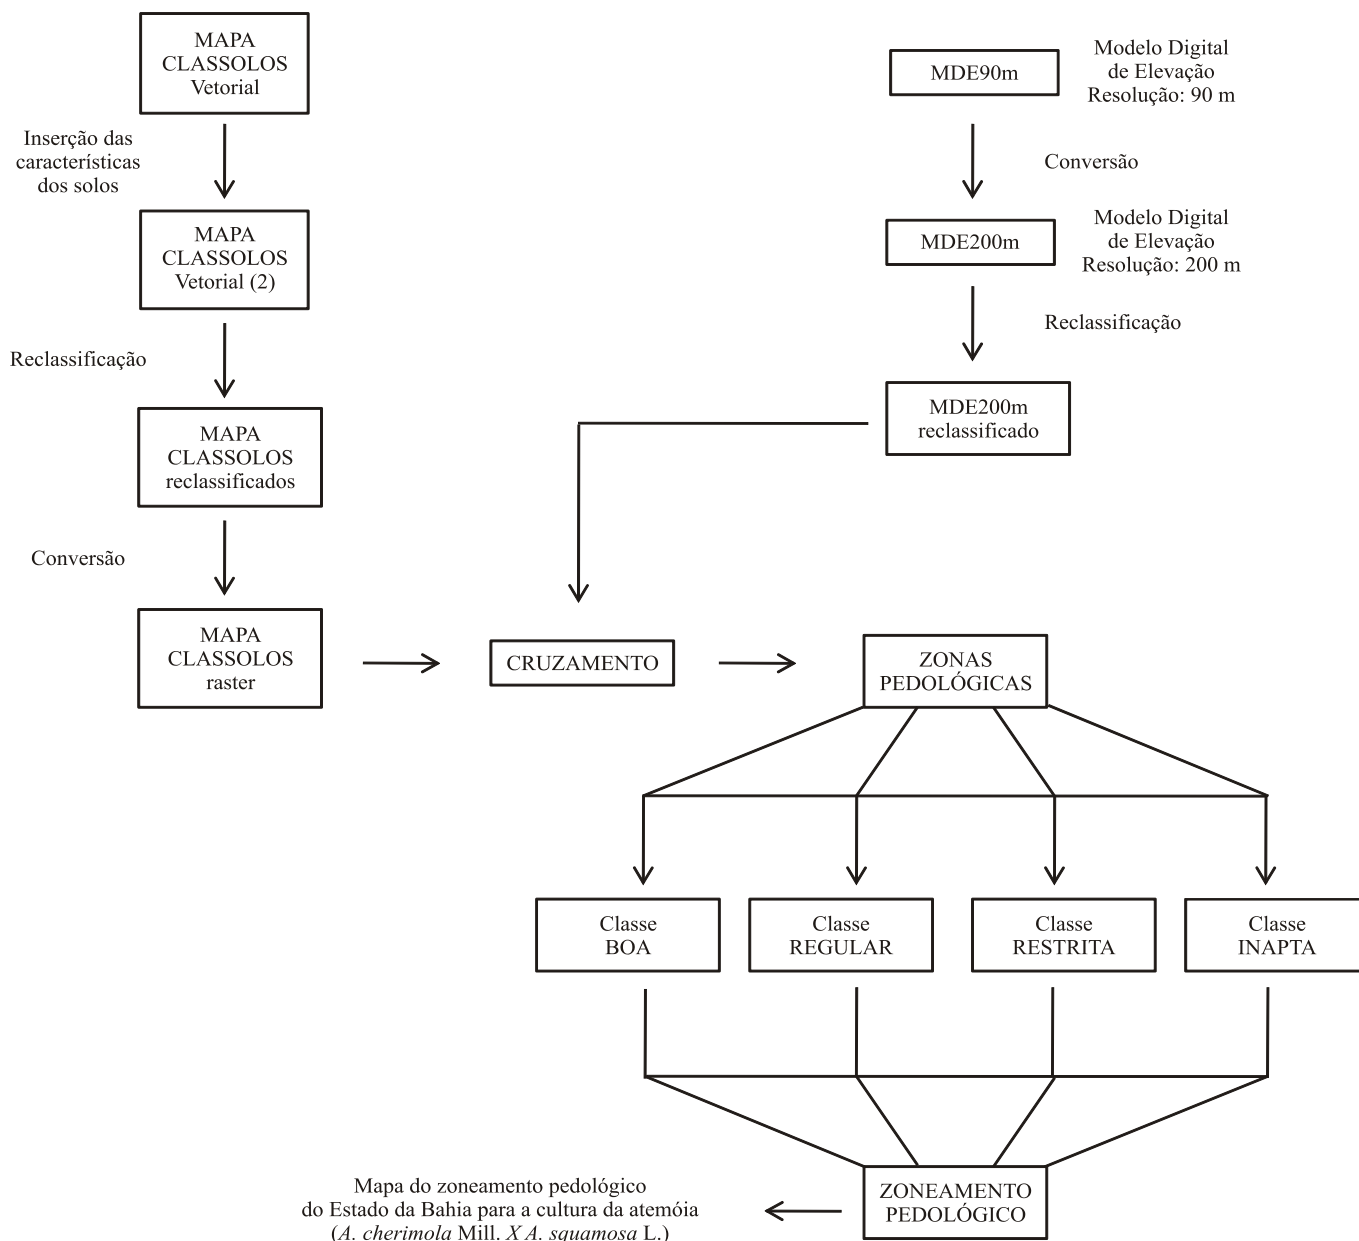 MAPA
CLASSOLOS
Vetorial
Inserção das
características
dos solos
MAPA
CLASSOLOS
Vetorial (2)
Reclassificação
MAPA
CLASSOLOS
reclassificados
Conversão
MAPA
CLASSOLOS
raster
MDE90m
Modelo Digital
de Elevação
Resolução: 90 m
Conversão
MDE200m
Modelo Digital
de Elevação
Resolução: 200 m
Reclassificação
MDE200m
reclassificado
CRUZAMENTO
ZONAS
PEDOLÓGICAS
Classe
BOA
Classe
REGULAR
Classe
RESTRITA
Classe
INAPTA
ZONEAMENTO
PEDOLÓGICO
Mapa do zoneamento pedológico
do Estado da Bahia para a cultura da atemóia
(A. cherimola Mill. X A. squamosa L.)